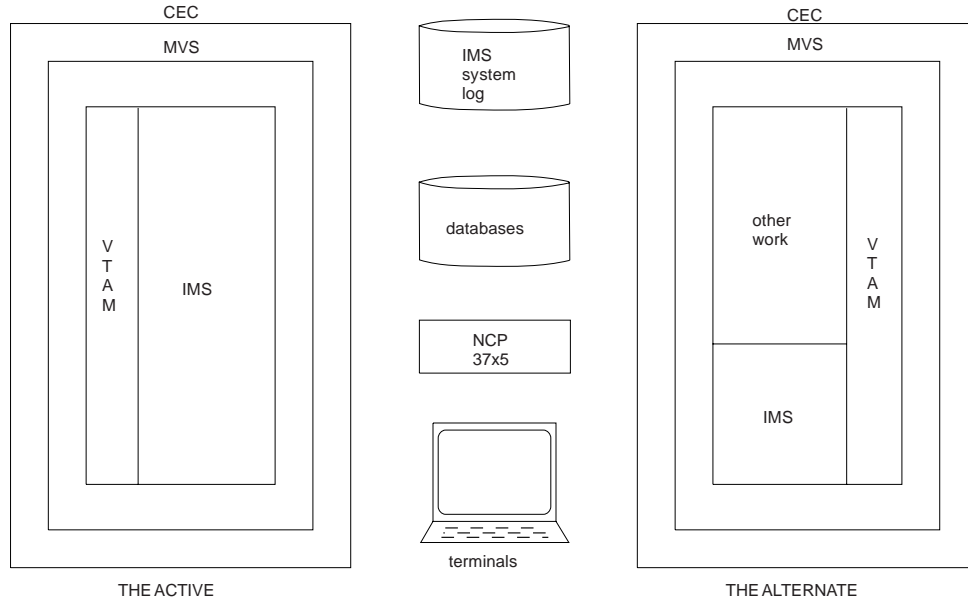 CEC
MVS
V
T
A
M
IMS
THE ACTIVE
IMS
system
log
databases
NCP
37x5
terminals
CEC
MVS
other
work
IMS
V
T
A
M
THE ALTERNATE